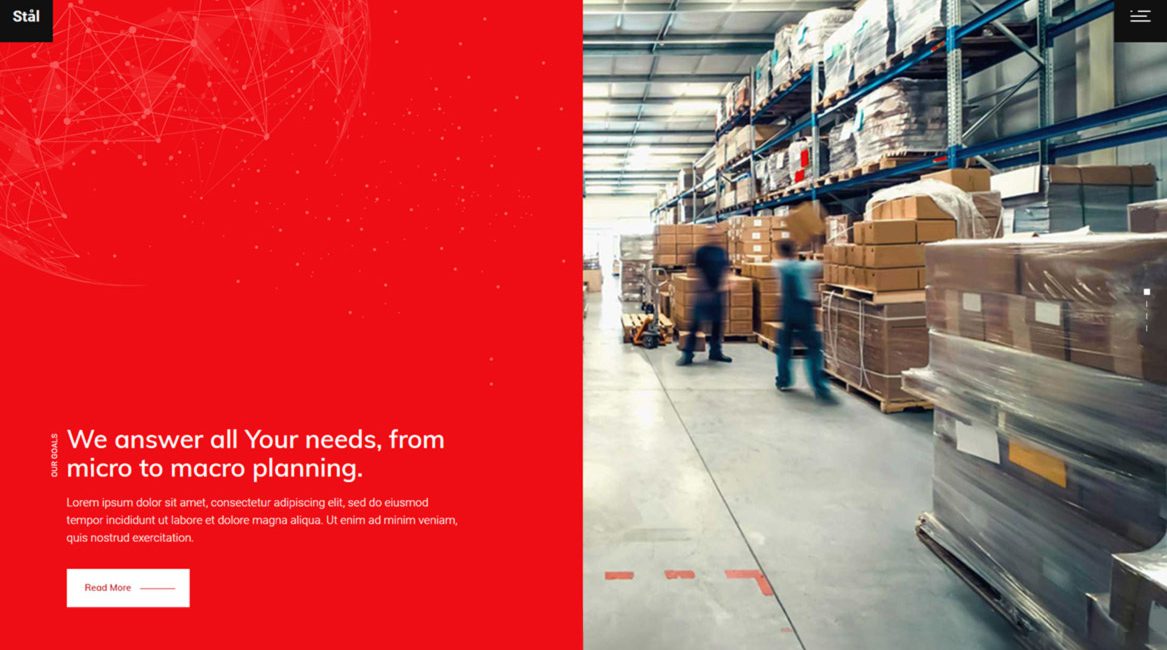 Stål
OUR GOALS
We answer all Your needs, from
micro to macro planning.
Lorem ipsum dolor sit amet, consectetur adipiscing elit, sed do eiusmod
tempor incididunt ut labore et dolore magna aliqua. Ut enim ad minim veniam,
quis nostrud exercitation.
Read More